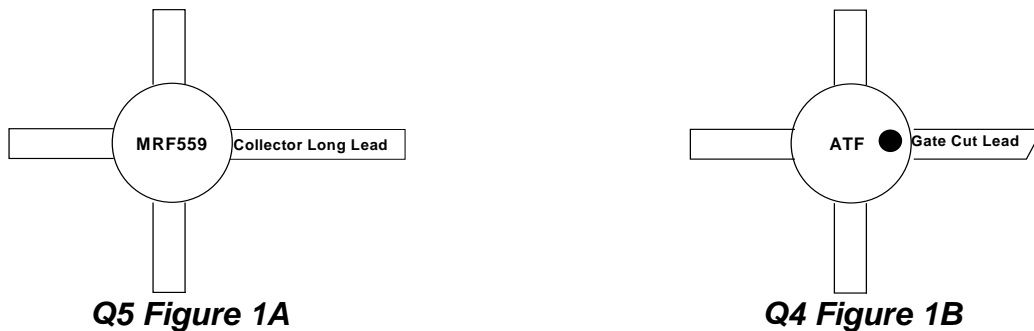 MRF559
Collector Long Lead
ATF
Gate Cut Lead
Q5 Figure 1A
Q4 Figure 1B